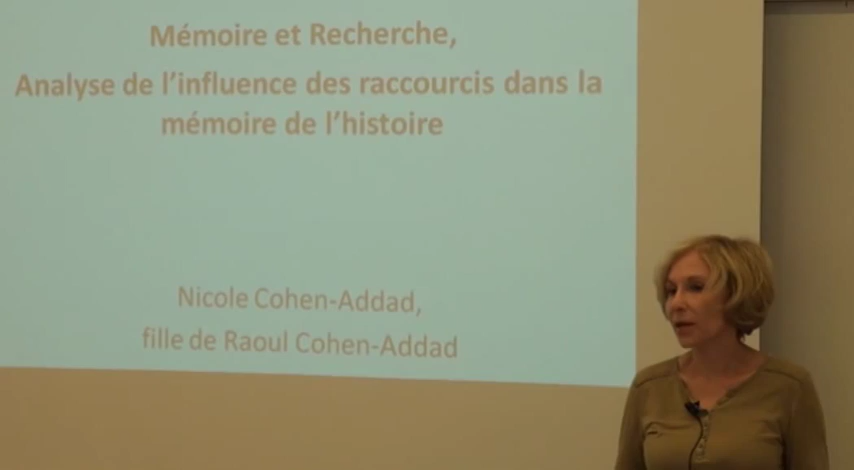 Mémoire et Recherche,
Analyse de l'influence des raccourcis dans la
mémoire de l'histoire
Nicole Cohen-Addad,
fille de Raoul Cohen-Addad